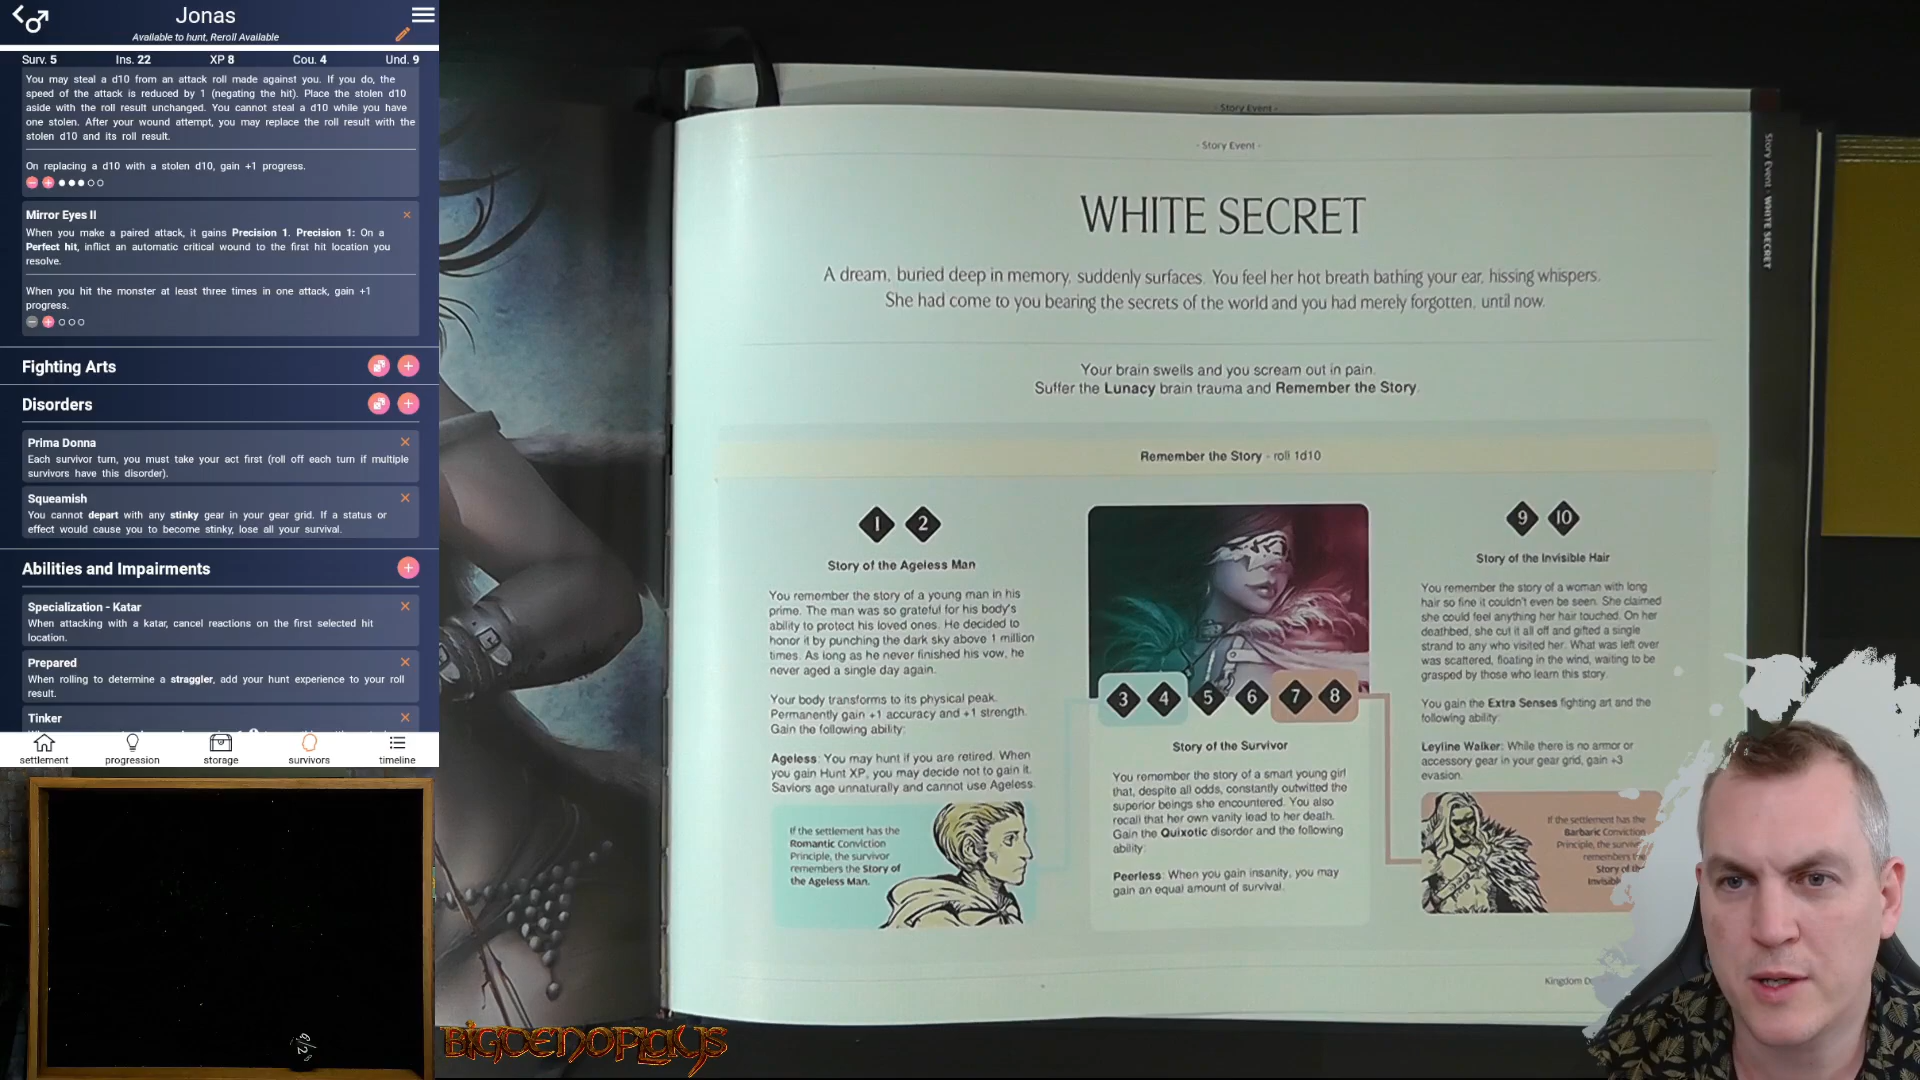 Jonas
Available to hunt, Reroll Available
Surv. 5 Ins. 22 XP 8 Cou. 4 Und. 9
You may steal a d10 from an attack roll made against you. If you do, the
speed of the attack is reduced by 1 (negating the hit). Place the stolen d10
aside with the roll result unchanged. You cannot steal a d10 while you have
one stolen. After your wound attempt, you may replace the roll result with the
stolen d10 and its roll result.
On replacing a d10 with a stolen d10, gain +1 progress.
Mirror Eyes II
When you make a paired attack, it gains Precision 1. Precision 1: On a
Perfect hit, inflict an automatic critical wound to the first hit location you
resolve.
When you hit the monster at least three times in one attack, gain +1
progress.
Fighting Arts
Disorders
Prima Donna
Each survivor turn, you must take your act first (roll off each turn if multiple
survivors have this disorder).
Squeamish
You cannot depart with any stinky gear in your gear grid. If a status or
effect would cause you to become stinky, lose all your survival.
Abilities and Impairments
Specialization - Katar
When attacking with a katar, cancel reactions on the first selected hit
location.
Prepared
When rolling to determine a straggler, add your hunt experience to your roll
result.
Tinker
settlement progression storage survivors timeline
BIGDENOPLAYS
- Story Event -
- Story Event -
Story Event - WHITE SECRET
WHITE SECRET
A dream, buried deep in memory, suddenly surfaces. You feel her hot breath bathing your ear, hissing whispers.
She had come to you bearing the secrets of the world and you had merely forgotten, until now.
Your brain swells and you scream out in pain.
Suffer the Lunacy brain trauma and Remember the Story.
Remember the Story - roll 1d10
1 2
Story of the Ageless Man
You remember the story of a young man in his
prime. The man was so grateful for his body's
ability to protect his loved ones. He decided to
honor it by punching the dark sky above 1 million
times. As long as he never finished his vow, he
never aged a single day again.
Your body transforms to its physical peak.
Permanently gain +1 accuracy and +1 strength.
Gain the following ability:
Ageless: You may hunt if you are retired. When
you gain Hunt XP, you may decide not to gain it.
Saviors age unnaturally and cannot use Ageless.
If the settlement has the
Romantic Conviction
Principle, the survivor
remembers the Story of
the Ageless Man.
3 4 5 6 7 8
Story of the Survivor
You remember the story of a smart young girl
that, despite all odds, constantly outwitted the
superior beings she encountered. You also
recall that her own vanity lead to her death.
Gain the Quixotic disorder and the following
ability:
Peerless: When you gain insanity, you may
gain an equal amount of survival.
9 10
Story of the Invisible Hair
You remember the story of a woman with long
hair so fine it couldn't even be seen. She claimed
she could feel anything her hair touched. On her
deathbed, she cut it all off and gifted a single
strand to any who visited her. What was left over
was scattered, floating in the wind, waiting to be
grasped by those who learn this story.
You gain the Extra Senses fighting art and the
following ability:
Leyline Walker: While there is no armor or
accessory gear in your gear grid, gain +3
evasion.
If the settlement has the
Barbaric Conviction
Principle, the
remembers
Story of
Kingdom